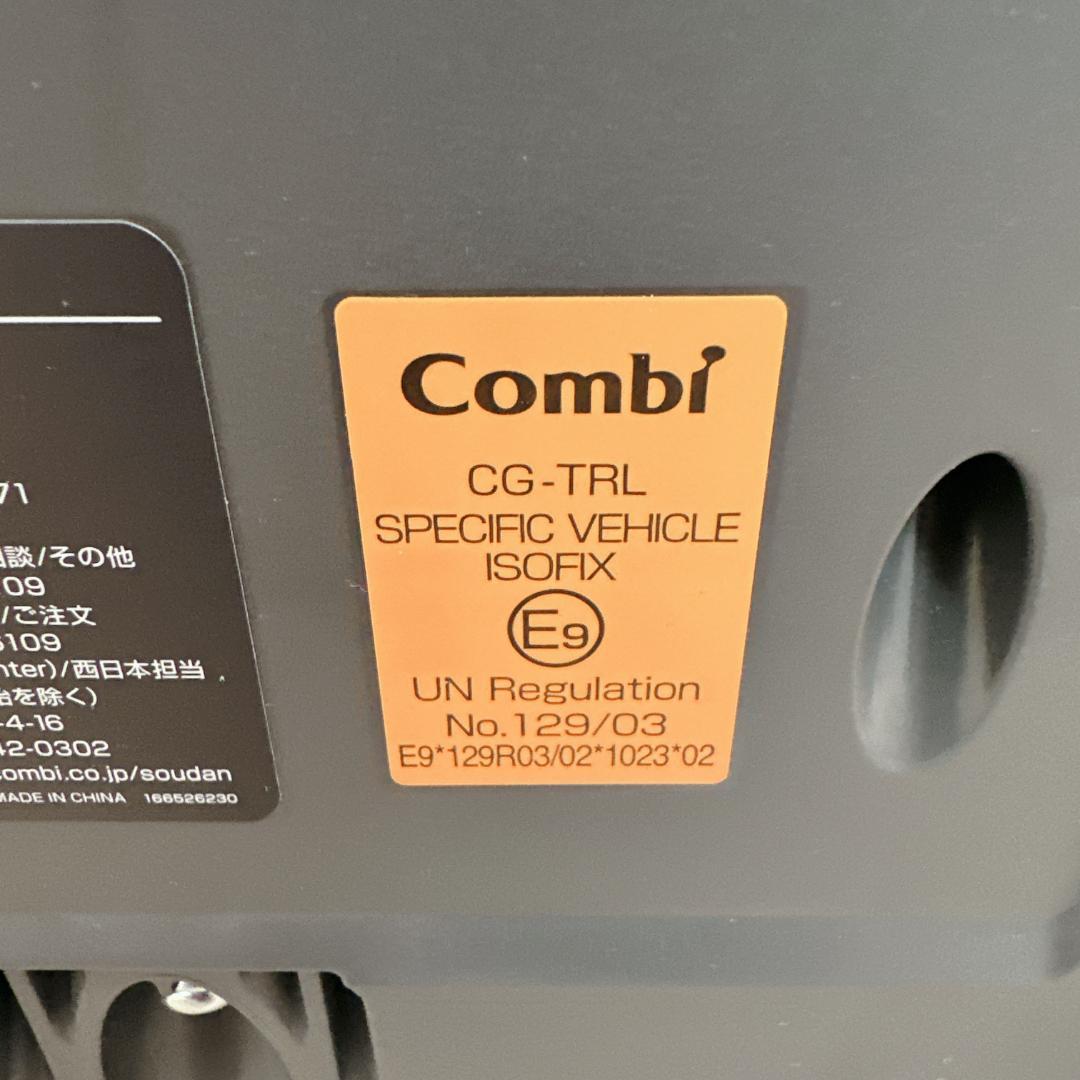 談/その他
09
/ご注文
6109
nter)/西日本担当
を除く)
-4-16
42-0302
combi.co.jp/soudan
MADE IN CHINA 166526230
Combi
CG-TRL
SPECIFIC VEHICLE
ISOFIX
E9
UN Regulation
No.129/03
E9*129R03/02*1023*02